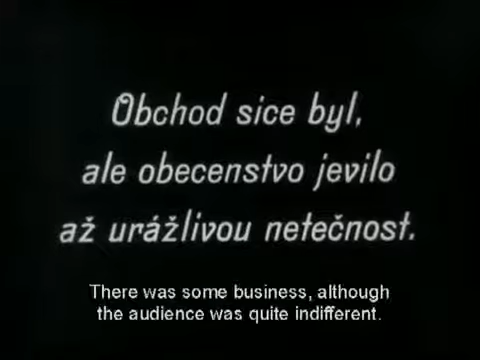 Obchod sice byl,
ale obecenstvo jevilo
až urážlivou netečnost.
There was some business, although
the audience was quite indifferent.